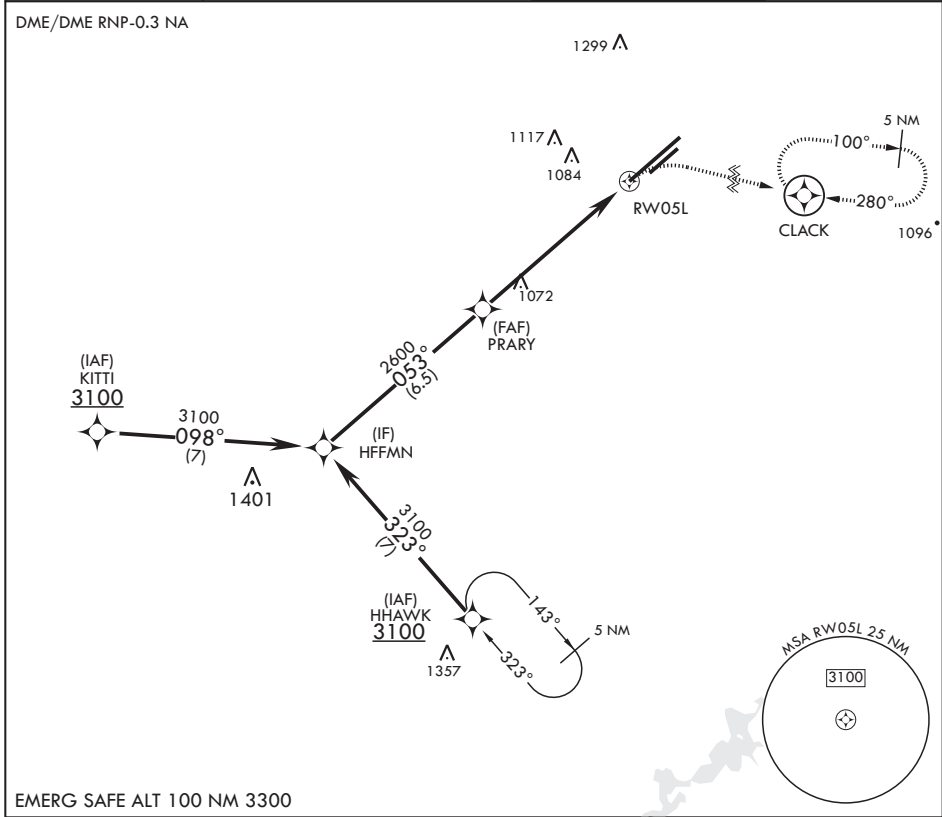 DME/DME RNP-0.3 NA
1299
1117
1084
5 NM
100°
280°
RW05L
CLACK
1096
1072
(FAF)
PRARY
2600
053°
(6.5)
(IAF)
KITTI
3100
3100
098°
(7)
(IF)
HFFMN
1401
3100
323°
(7)
(IAF)
HHAWK
3100
143°
5 NM
323°
1357
MSA RW05L 25 NM
3100
EMERG SAFE ALT 100 NM 3300